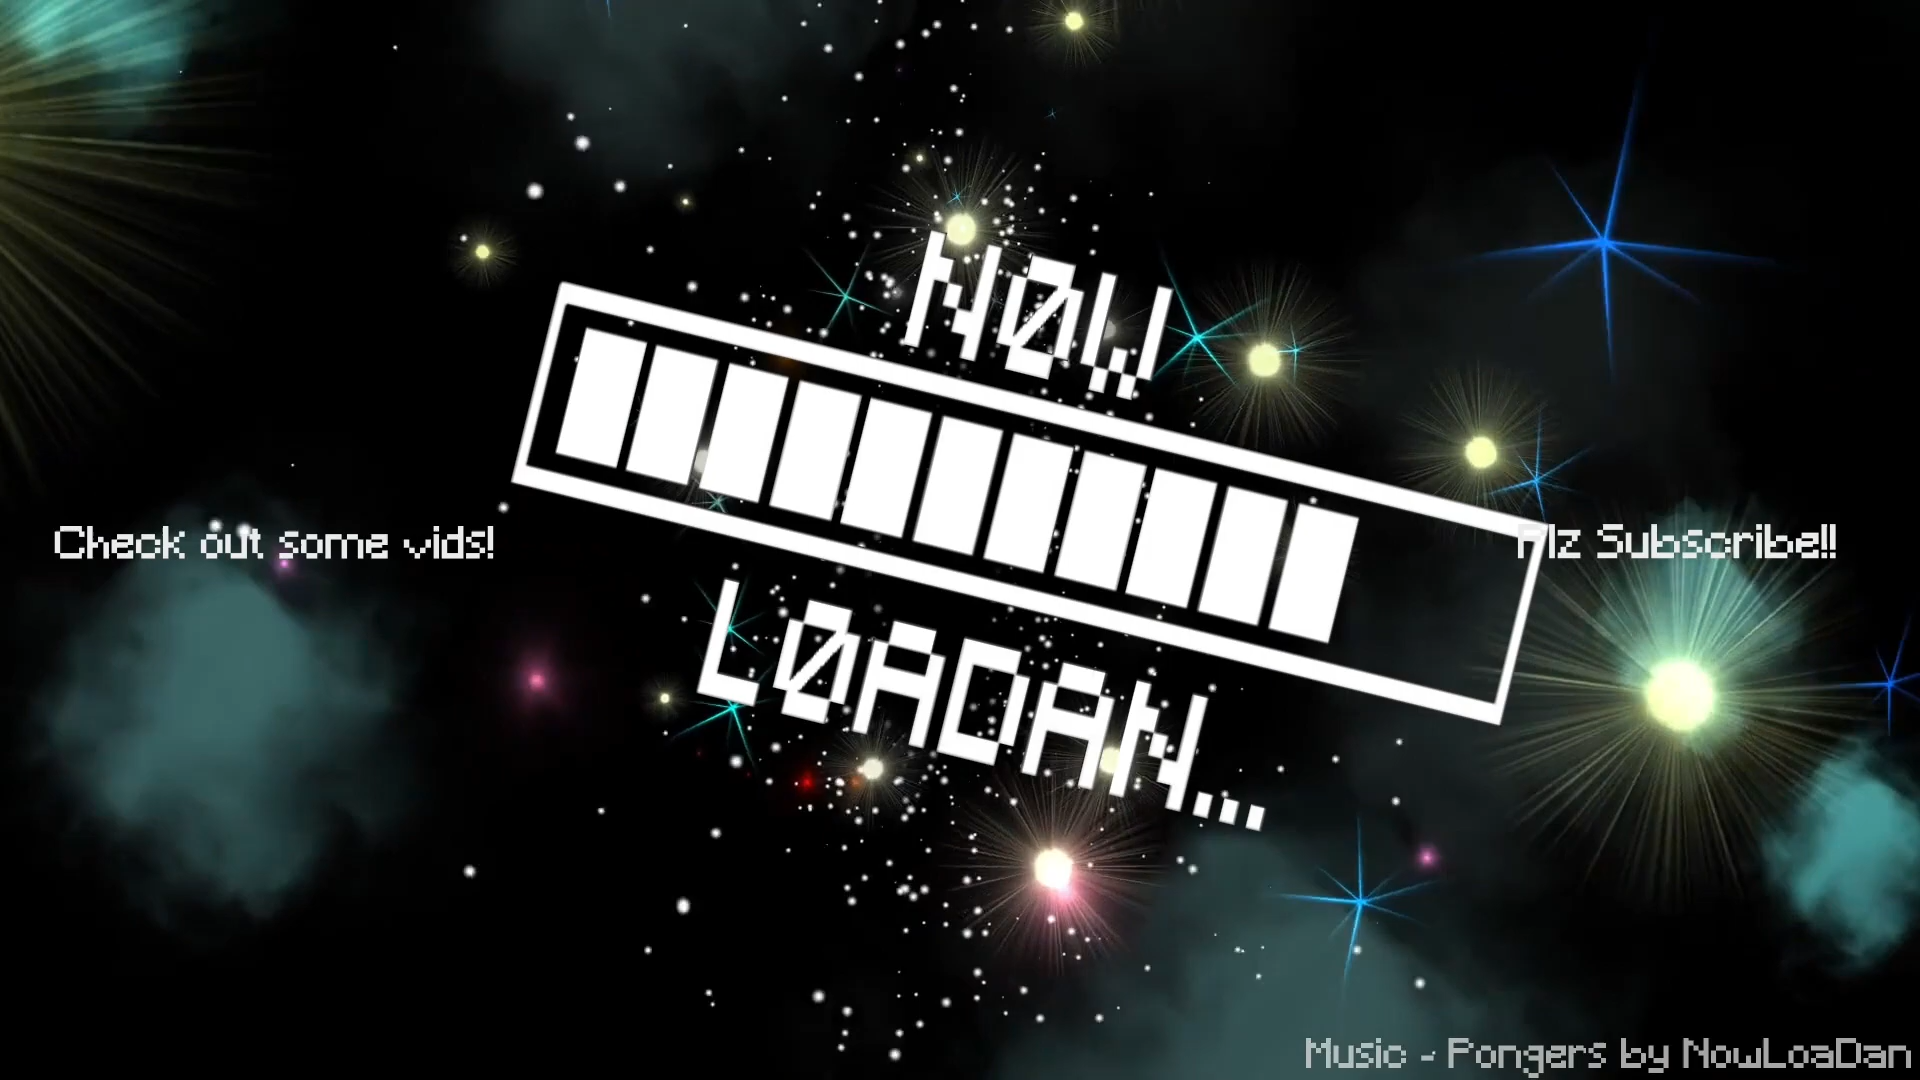 NØW
Check out some vids!
Plz Subscribe!!
LØADAN...
Music - Pongers by NowLoaDan